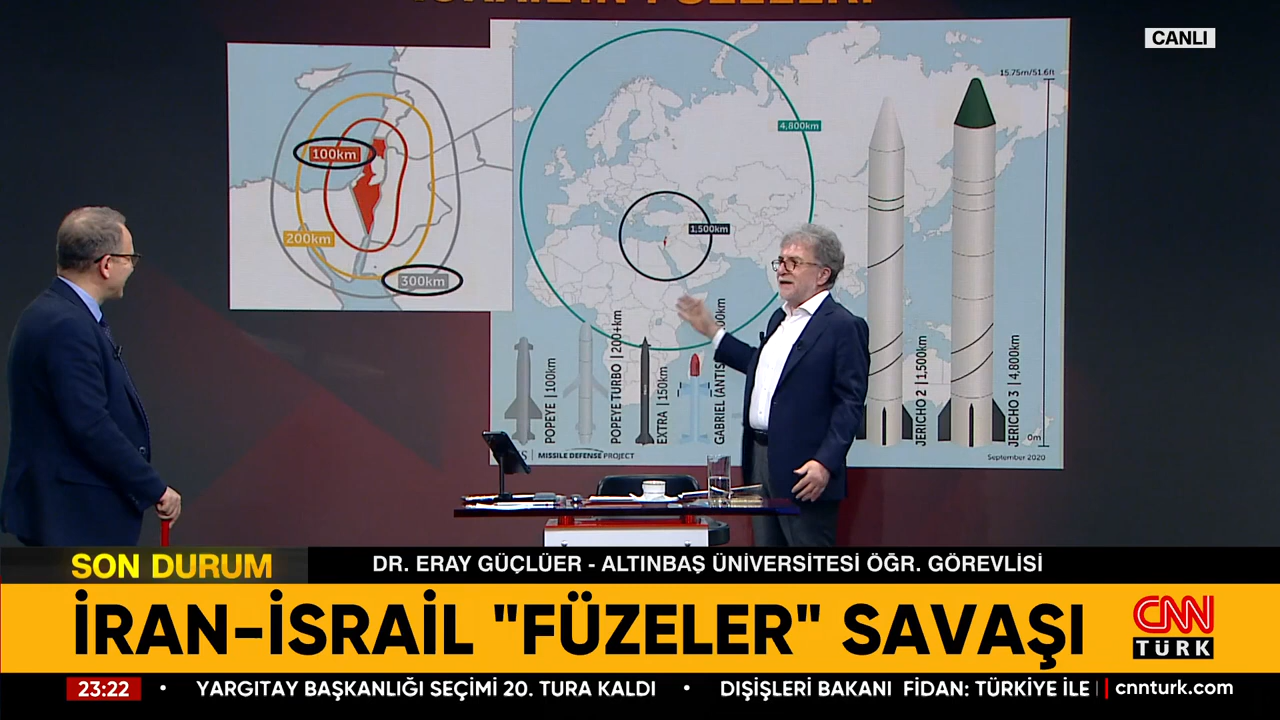 CANLI
15.75m/51.6ft
4,800km
100km
200km
300km
1,500km
POPEYE | 100km
POPEYE TURBO | 200+km
EXTRA | 150km
GABRIEL
JERICHO 2 | 1,500km
JERICHO 3 | 4,800km
0m
MISSILE DEFENSE PROJECT
September 2020
SON DURUM
DR. ERAY GÜÇLÜER - ALTINBAŞ ÜNİVERSİTESİ ÖĞR. GÖREVLİSİ
İRAN-İSRAİL "FÜZELER" SAVAŞI
CNN
TÜRK
23:22 • YARGITAY BAŞKANLIĞI SEÇİMİ 20. TURA KALDI • DIŞİŞLERİ BAKANI FİDAN: TÜRKİYE İLE | cnnturk.com